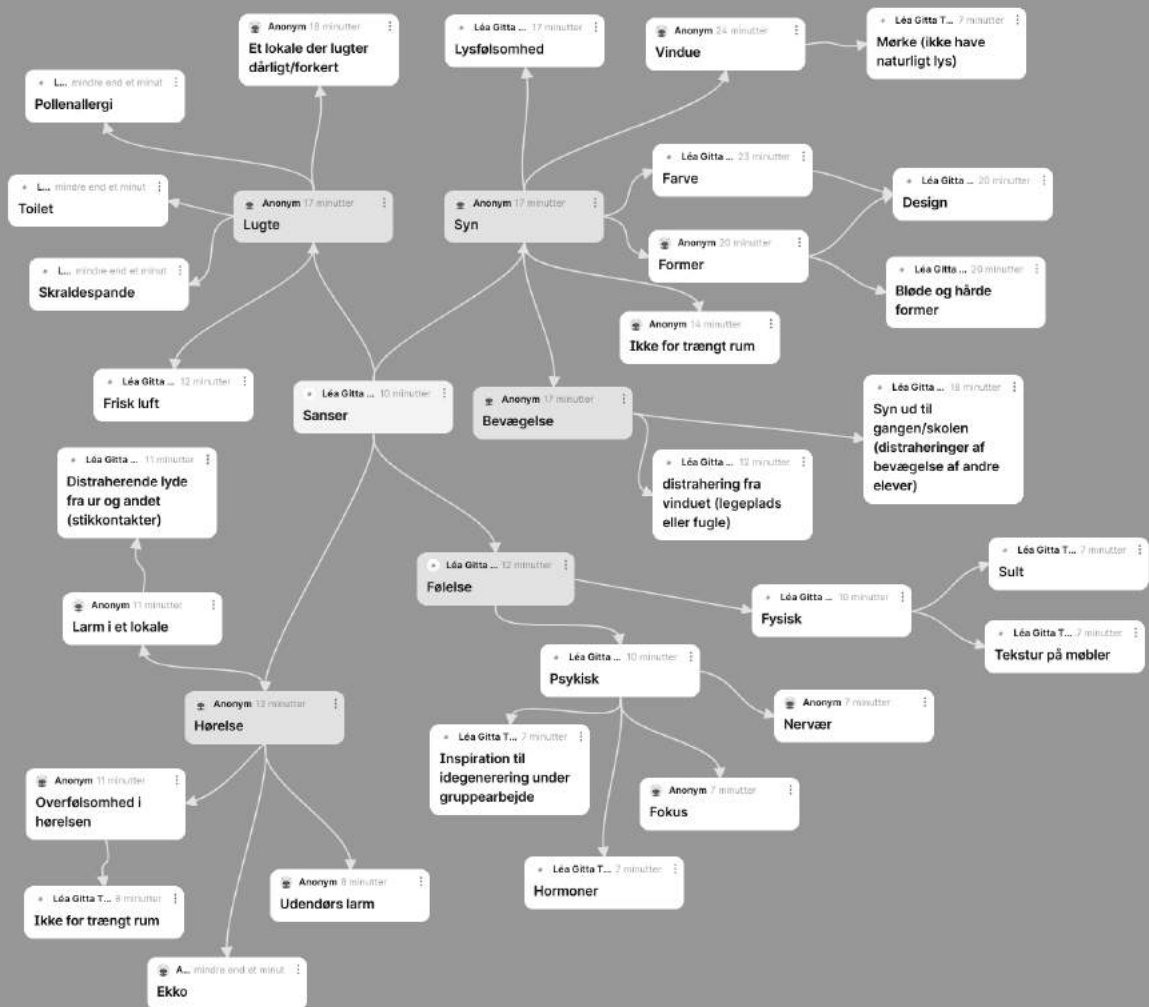 Anonym 18 minutter
Et lokale der lugter
dårligt/forkert
Léa Gitta ... 17 minutter
Lysfølsomhed
Anonym 24 minutter
Vindue
Léa Gitta T... 7 minutter
Mørke (ikke have
naturligt lys)
L... mindre end et minut
Pollenallergi
Léa Gitta ... 23 minutter
Farve
Léa Gitta ... 20 minutter
Design
L... mindre end et minut
Toilet
Anonym 17 minutter
Lugte
Anonym 17 minutter
Syn
Anonym 20 minutter
Former
L... mindre end et minut
Skraldespande
Léa Gitta ... 20 minutter
Bløde og hårde
former
Anonym 14 minutter
Ikke for trængt rum
Léa Gitta ... 12 minutter
Frisk luft
Léa Gitta ... 10 minutter
Sanser
Anonym 17 minutter
Bevægelse
Léa Gitta ... 18 minutter
Syn ud til
gangen/skolen
(distraheringer af
bevægelse af andre
elever)
Léa Gitta ... 11 minutter
Distraherende lyde
fra ur og andet
(stikkontakter)
Léa Gitta ... 12 minutter
distrahering fra
vinduet (legeplads
eller fugle)
Léa Gitta ... 12 minutter
Følelse
Léa Gitta T... 7 minutter
Sult
Anonym 11 minutter
Larm i et lokale
Léa Gitta ... 10 minutter
Fysisk
Léa Gitta T... 7 minutter
Tekstur på møbler
Léa Gitta ... 10 minutter
Psykisk
Anonym 12 minutter
Hørelse
Anonym 7 minutter
Nervær
Léa Gitta T... 7 minutter
Inspiration til
idegenerering under
gruppearbejde
Anonym 11 minutter
Overfølsomhed i
hørelsen
Anonym 7 minutter
Fokus
Léa Gitta T... 7 minutter
Hormoner
Anonym 8 minutter
Udendørs larm
Léa Gitta T... 8 minutter
Ikke for trængt rum
A... mindre end et minut
Ekko